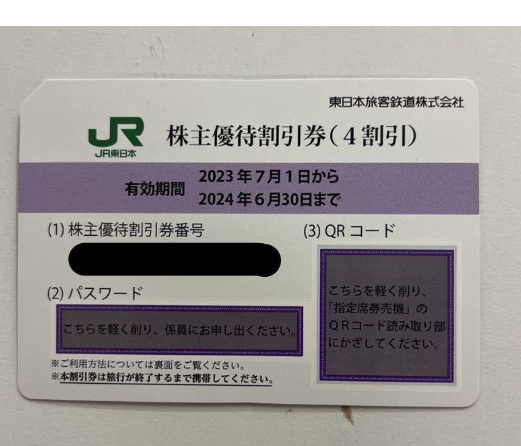 東日本旅客鉄道株式会社
JR
JR東日本
株主優待割引券(4割引)
有効期間
2023年7月1日から
2024年6月30日まで
(1) 株主優待割引券番号
(2) パスワード
こちらを軽く削り、係員にお申し出ください。
※ご利用方法については裏面をご覧ください。
※本割引券は旅行が終了するまで携帯してください。
(3) QR コード
こちらを軽く削り、
「指定席券売機」の
QRコード読み取り部
にかざしてください。